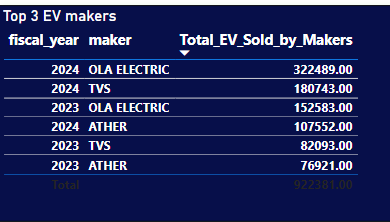 Top 3 EV makers
fiscal_year maker Total_EV_Sold_by_Makers
2024 OLA ELECTRIC 322489.00
2024 TVS 180743.00
2023 OLA ELECTRIC 152583.00
2024 ATHER 107552.00
2023 TVS 82093.00
2023 ATHER 76921.00
Total 922381.00